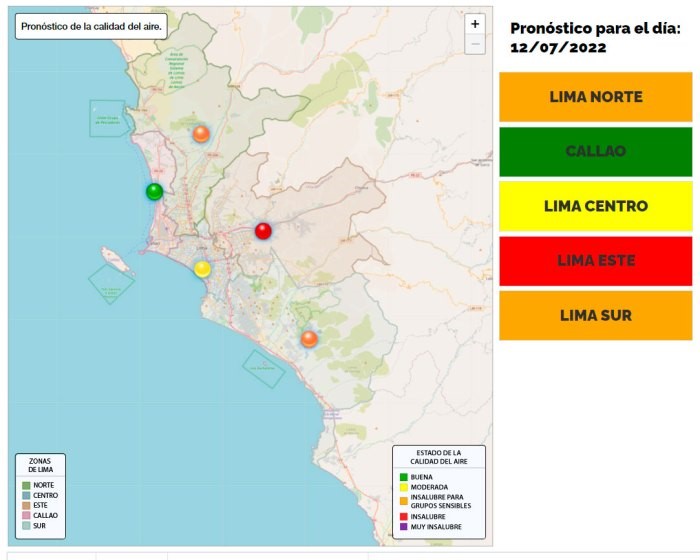 Pronóstico de la calidad del aire.
+
−
Pronóstico para el día:
12/07/2022
LIMA NORTE
CALLAO
LIMA CENTRO
LIMA ESTE
LIMA SUR
ZONAS
DE LIMA
NORTE
CENTRO
ESTE
CALLAO
SUR
ESTADO DE LA
CALIDAD DEL AIRE
BUENA
MODERADA
INSALUBRE PARA
GRUPOS SENSIBLES
INSALUBRE
MUY INSALUBRE